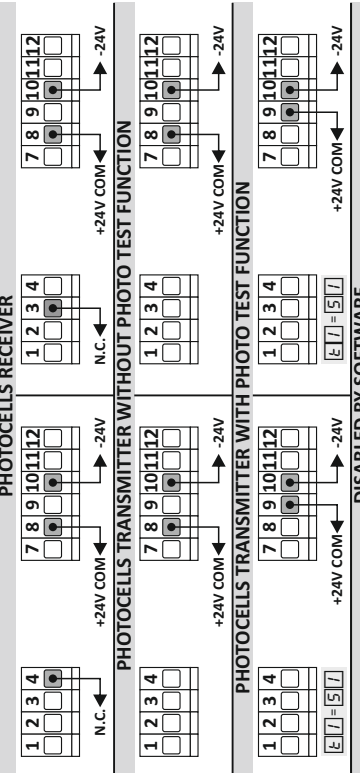 PHOTOCELLS RECEIVER
1 2 3 4 7 8 9 10 11 12 1 2 3 4 7 8 9 10 11 12
N.C. +24V COM -24V N.C. +24V COM -24V
PHOTOCELLS TRANSMITTER WITHOUT PHOTO TEST FUNCTION
1 2 3 4 7 8 9 10 11 12 1 2 3 4 7 8 9 10 11 12
+24V COM -24V +24V COM -24V
PHOTOCELLS TRANSMITTER WITH PHOTO TEST FUNCTION
1 2 3 4 7 8 9 10 11 12 1 2 3 4 7 8 9 10 11 12
t1=S1 +24V COM -24V t1=S1 +24V COM -24V
DISABLED BY SOFTWARE